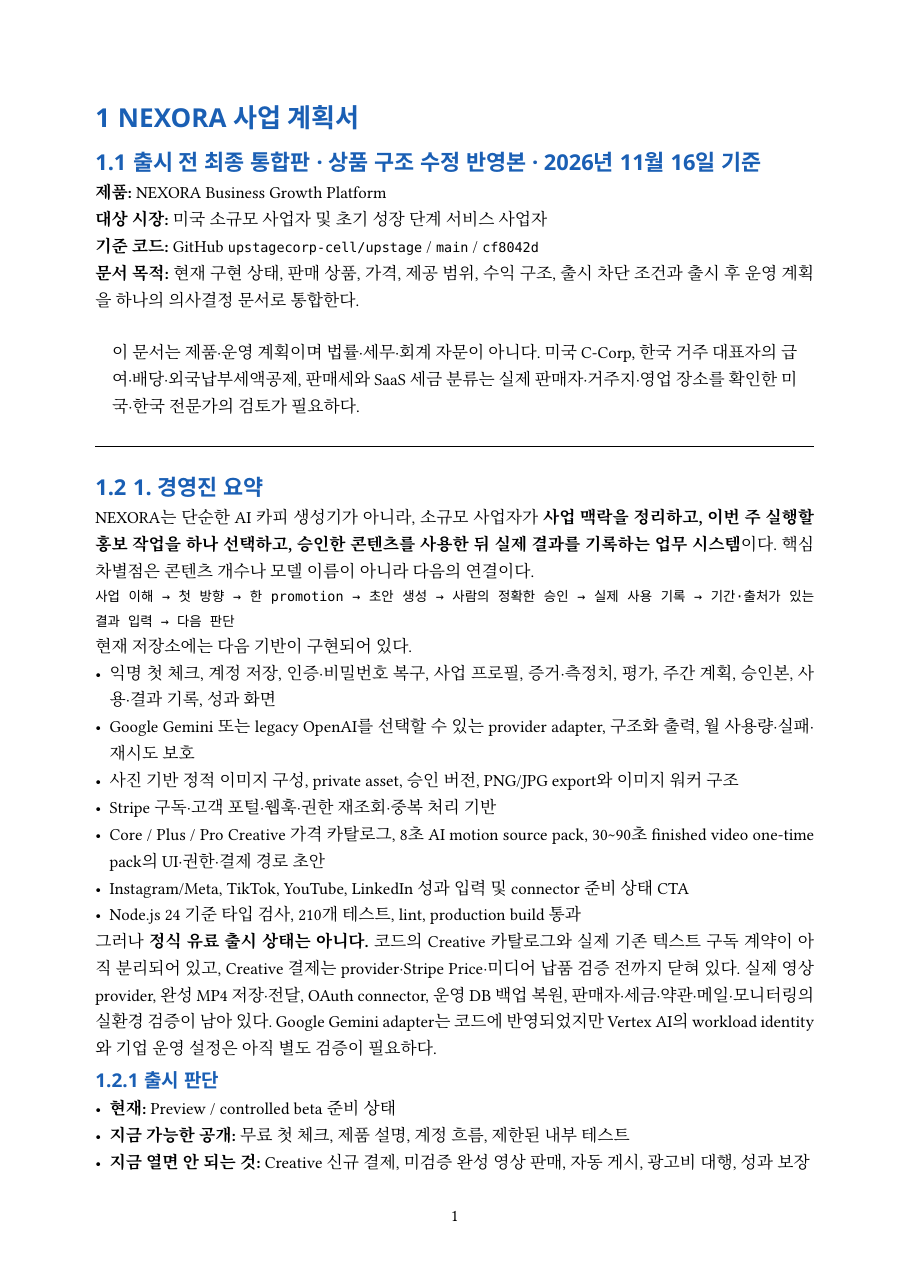 1 NEXORA 사업 계획서
1.1 출시 전 최종 통합판 · 상품 구조 수정 반영본 · 2026년 11월 16일 기준
제품: NEXORA Business Growth Platform
대상 시장: 미국 소규모 사업자 및 초기 성장 단계 서비스 사업자
기준 코드: GitHub upstagecorp-cell/upstage / main / cf8042d
문서 목적: 현재 구현 상태, 판매 상품, 가격, 제공 범위, 수익 구조, 출시 차단 조건과 출시 후 운영 계획
을 하나의 의사결정 문서로 통합한다.
이 문서는 제품·운영 계획이며 법률·세무·회계 자문이 아니다. 미국 C-Corp, 한국 거주 대표자의 급
여·배당·외국납부세액공제, 판매세와 SaaS 세금 분류는 실제 판매자·거주지·영업 장소를 확인한 미
국·한국 전문가의 검토가 필요하다.
1.2 1. 경영진 요약
NEXORA는 단순한 AI 카피 생성기가 아니라, 소규모 사업자가 사업 맥락을 정리하고, 이번 주 실행할
홍보 작업을 하나 선택하고, 승인한 콘텐츠를 사용한 뒤 실제 결과를 기록하는 업무 시스템이다. 핵심
차별점은 콘텐츠 개수나 모델 이름이 아니라 다음의 연결이다.
사업 이해 → 첫 방향 → 한 promotion → 초안 생성 → 사람의 정확한 승인 → 실제 사용 기록 → 기간·출처가 있는
결과 입력 → 다음 판단
현재 저장소에는 다음 기반이 구현되어 있다.
• 익명 첫 체크, 계정 저장, 인증·비밀번호 복구, 사업 프로필, 증거·측정치, 평가, 주간 계획, 승인본, 사
용·결과 기록, 성과 화면
• Google Gemini 또는 legacy OpenAI를 선택할 수 있는 provider adapter, 구조화 출력, 월 사용량·실패·
재시도 보호
• 사진 기반 정적 이미지 구성, private asset, 승인 버전, PNG/JPG export와 이미지 워커 구조
• Stripe 구독·고객 포털·웹훅·권한 재조회·중복 처리 기반
• Core / Plus / Pro Creative 가격 카탈로그, 8초 AI motion source pack, 30~90초 finished video one-time
pack의 UI·권한·결제 경로 초안
• Instagram/Meta, TikTok, YouTube, LinkedIn 성과 입력 및 connector 준비 상태 CTA
• Node.js 24 기준 타입 검사, 210개 테스트, lint, production build 통과
그러나 정식 유료 출시 상태는 아니다. 코드의 Creative 카탈로그와 실제 기존 텍스트 구독 계약이 아
직 분리되어 있고, Creative 결제는 provider·Stripe Price·미디어 납품 검증 전까지 닫혀 있다. 실제 영상
provider, 완성 MP4 저장·전달, OAuth connector, 운영 DB 백업 복원, 판매자·세금·약관·메일·모니터링의
실환경 검증이 남아 있다. Google Gemini adapter는 코드에 반영되었지만 Vertex AI의 workload identity
와 기업 운영 설정은 아직 별도 검증이 필요하다.
1.2.1 출시 판단
• 현재: Preview / controlled beta 준비 상태
• 지금 가능한 공개: 무료 첫 체크, 제품 설명, 계정 흐름, 제한된 내부 테스트
• 지금 열면 안 되는 것: Creative 신규 결제, 미검증 완성 영상 판매, 자동 게시, 광고비 대행, 성과 보장
1